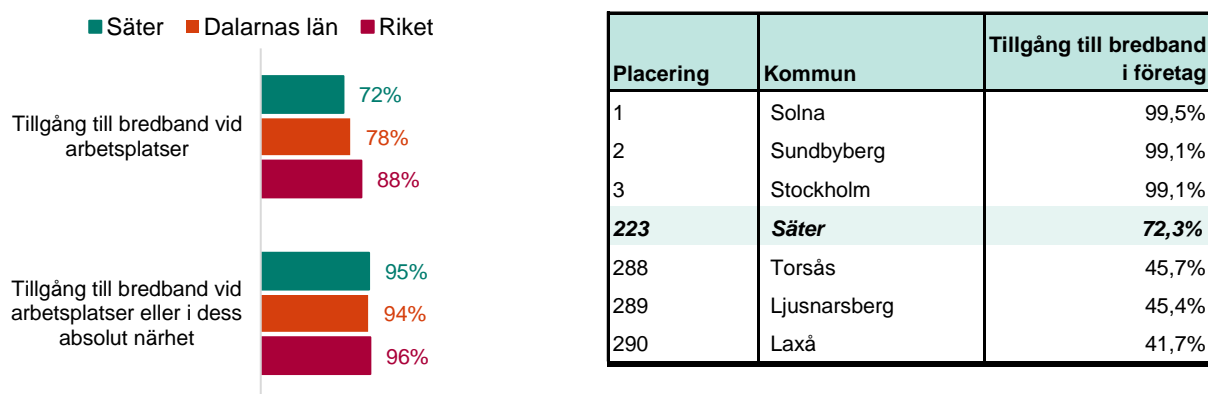 Säter Dalarnas län Riket
Tillgång till bredband vid
arbetsplatser
72%
78%
88%
Tillgång till bredband vid
arbetsplatser eller i dess
absolut närhet
95%
94%
96%
Placering Kommun Tillgång till bredband
i företag
1 Solna 99,5%
2 Sundbyberg 99,1%
3 Stockholm 99,1%
223 Säter 72,3%
288 Torsås 45,7%
289 Ljusnarsberg 45,4%
290 Laxå 41,7%